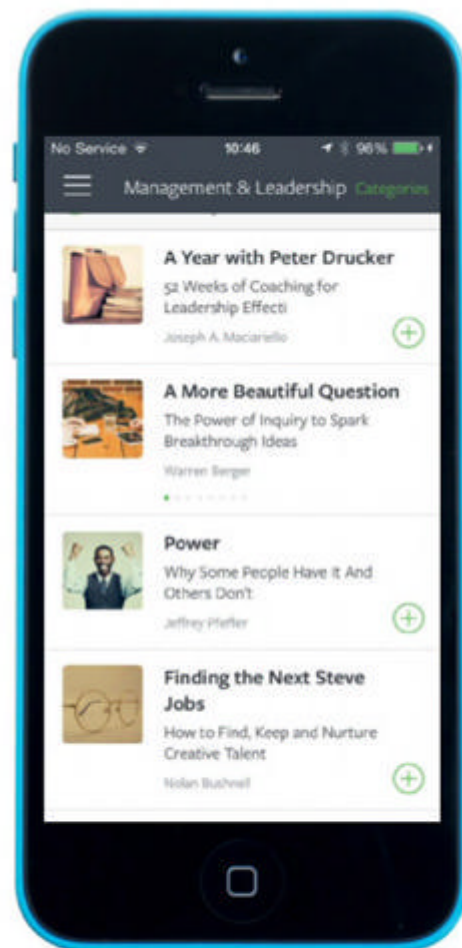 No Service 10:46 96%
Management & Leadership Categories
A Year with Peter Drucker
52 Weeks of Coaching for
Leadership Effecti
Joseph A. Maciariello
A More Beautiful Question
The Power of Inquiry to Spark
Breakthrough Ideas
Warren Berger
Power
Why Some People Have It And
Others Don't
Jeffrey Pfeffer
Finding the Next Steve
Jobs
How to Find, Keep and Nurture
Creative Talent
Nolan Bushnell